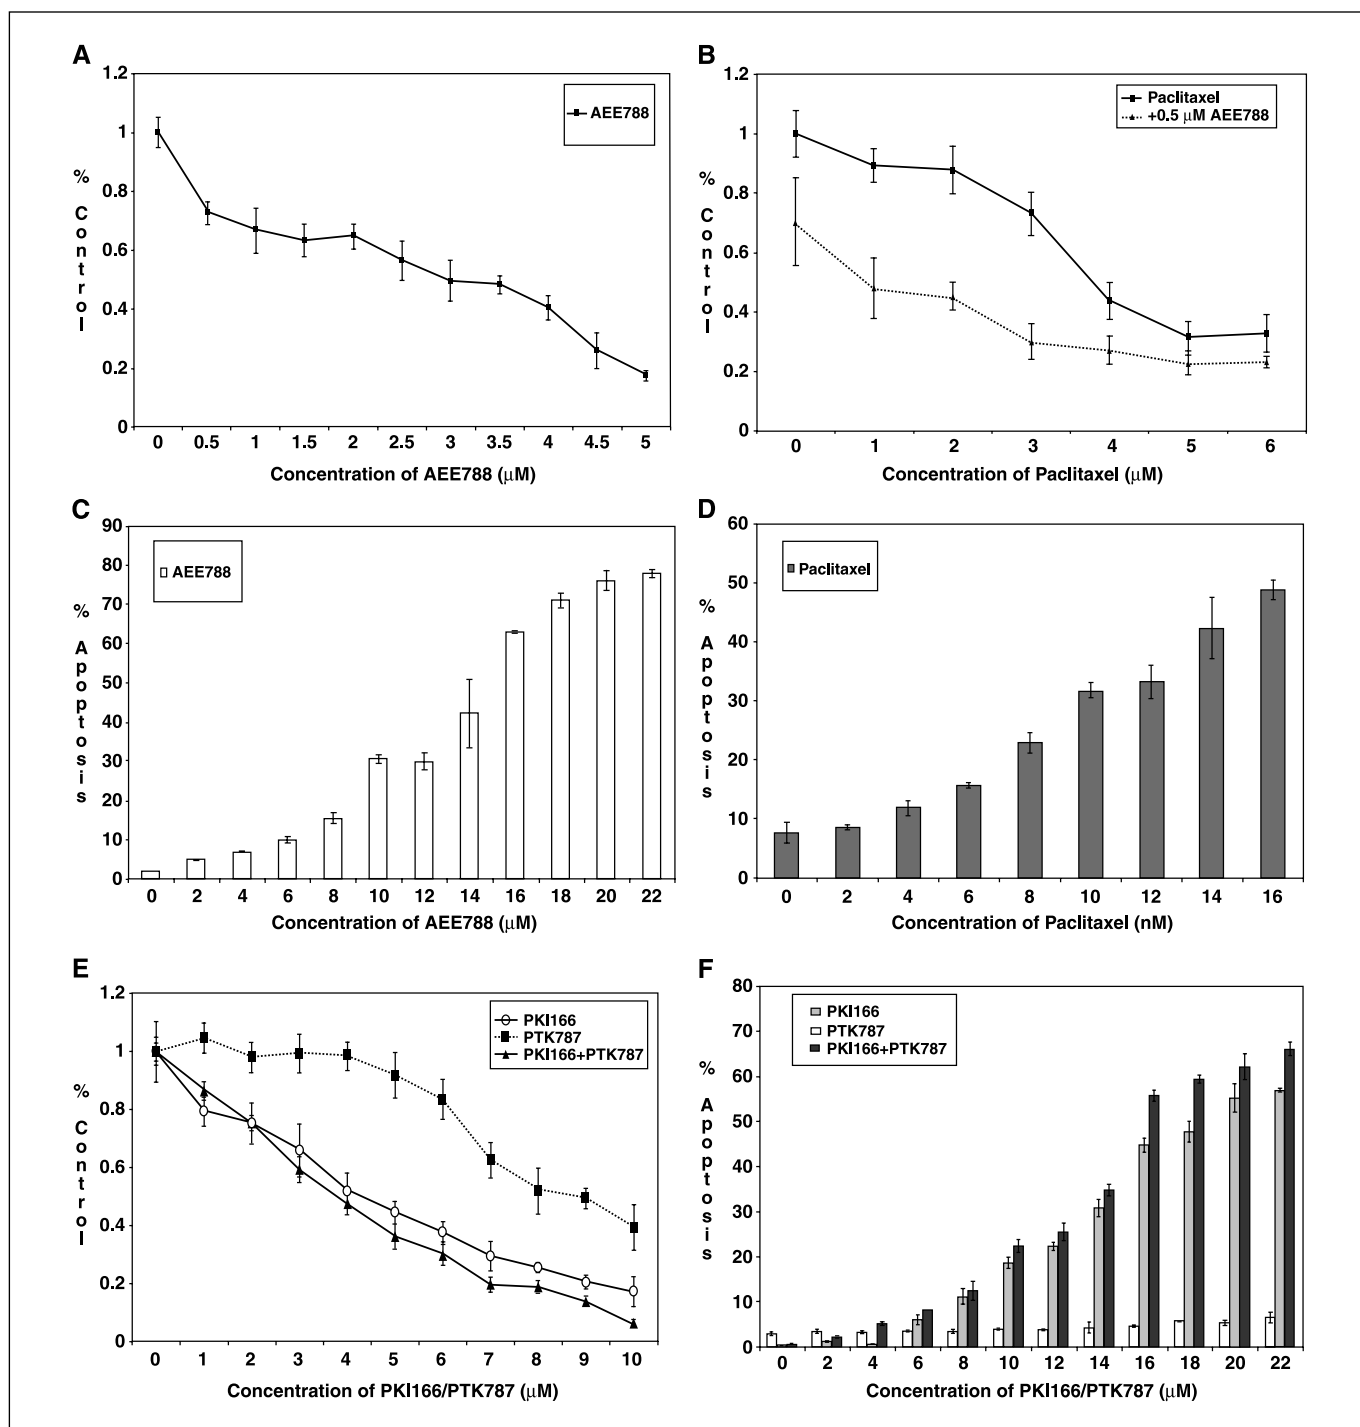 A
1.2
1
0.8
0.6
0.4
0.2
0
% Control
AEE788
0 0.5 1 1.5 2 2.5 3 3.5 4 4.5 5
Concentration of AEE788 (μM)
B
1.2
1
0.8
0.6
0.4
0.2
0
% Control
Paclitaxel
+0.5 μM AEE788
0 1 2 3 4 5 6
Concentration of Paclitaxel (μM)
C
90
80
70
60
50
40
30
20
10
0
% Apoptosis
AEE788
0 2 4 6 8 10 12 14 16 18 20 22
Concentration of AEE788 (μM)
D
60
50
40
30
20
10
0
% Apoptosis
Paclitaxel
0 2 4 6 8 10 12 14 16
Concentration of Paclitaxel (nM)
E
1.2
1
0.8
0.6
0.4
0.2
0
% Control
PKI166
PTK787
PKI166+PTK787
0 1 2 3 4 5 6 7 8 9 10
Concentration of PKI166/PTK787 (μM)
F
80
70
60
50
40
30
20
10
0
% Apoptosis
PKI166
PTK787
PKI166+PTK787
0 2 4 6 8 10 12 14 16 18 20 22
Concentration of PKI166/PTK787 (μM)